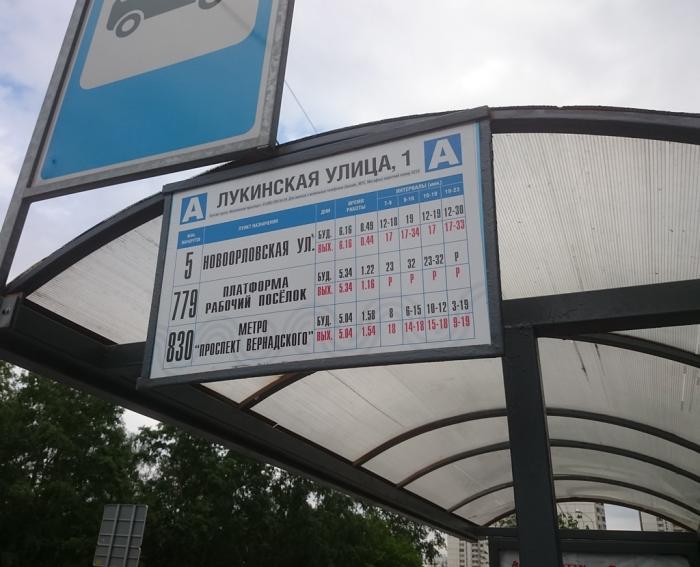 А ЛУКИНСКАЯ УЛИЦА, 1 А
ПУНКТ НАЗНАЧЕНИЯ ДНИ ВРЕМЯ РАБОТЫ ИНТЕРВАЛЫ (мин.)
МАРШРУТА 7-9 9-16 16-19 19-23
5 НОВООРЛОВСКАЯ УЛ. БУД. 6.16 0.49 12-18 19 12-19 12-30
ВЫХ. 6.16 0.44 17 17-34 17 17-33
779 ПЛАТФОРМА РАБОЧИЙ ПОСЁЛОК БУД. 5.34 1.22 23 32 23-32 Р
ВЫХ. 5.34 1.16 Р Р Р Р
830 МЕТРО "ПРОСПЕКТ ВЕРНАДСКОГО" БУД. 5.04 1.58 8 6-15 10-12 3-19
ВЫХ. 5.04 1.54 18 14-18 15-18 9-19